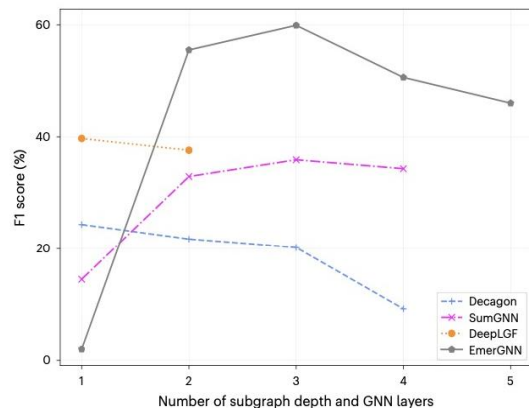 60
40
20
0
F1 score (%)
1 2 3 4 5
Number of subgraph depth and GNN layers
Decagon
SumGNN
DeepLGF
EmerGNN